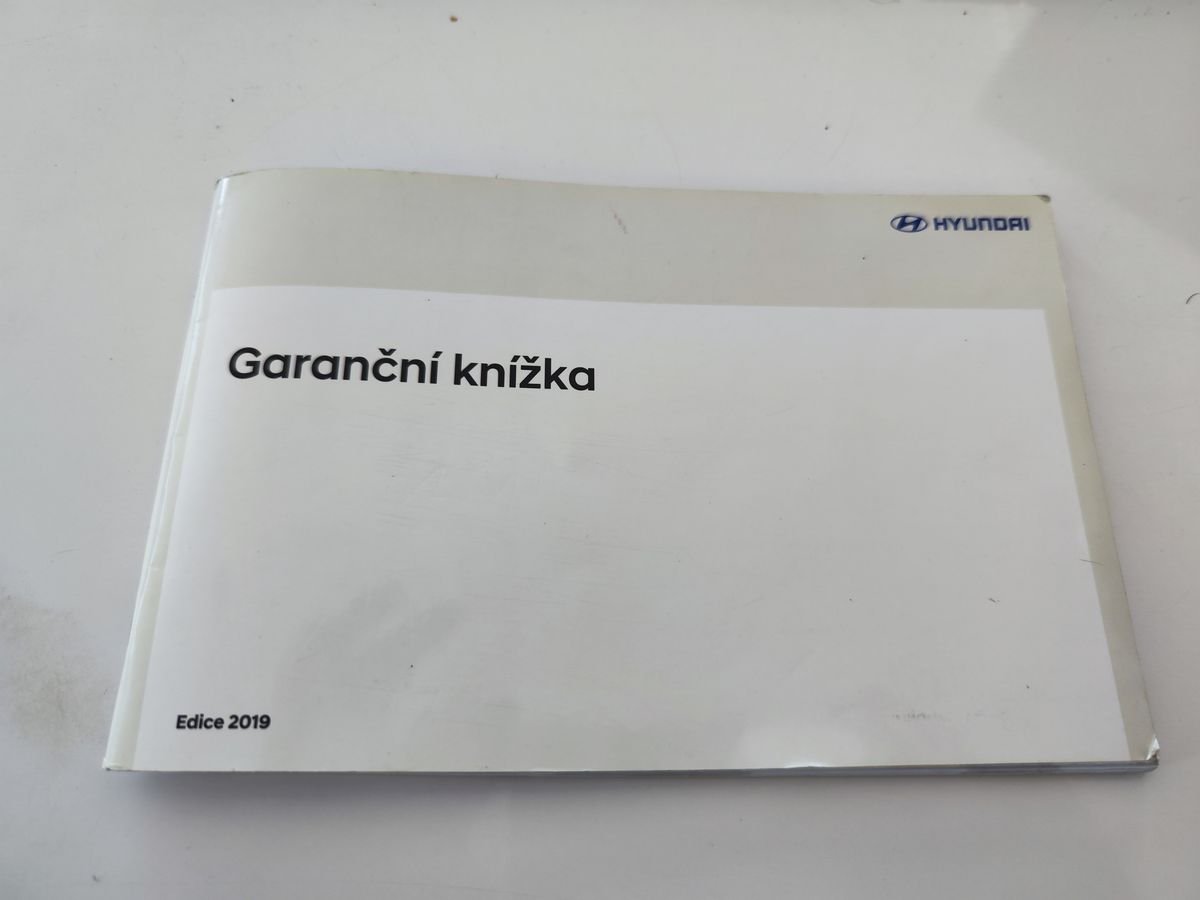 HYUNDAI
Garanční knížka
Edice 2019